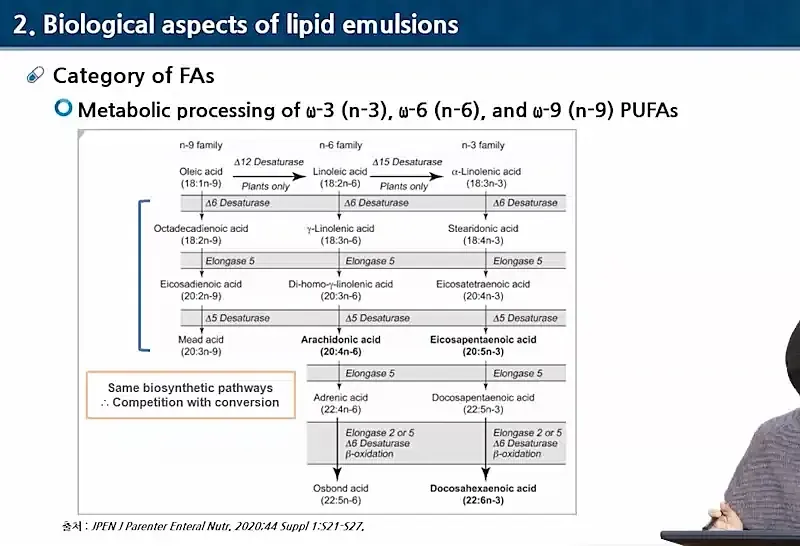 2. Biological aspects of lipid emulsions
Category of FAs
Metabolic processing of ω-3 (n-3), ω-6 (n-6), and ω-9 (n-9) PUFAs
n-9 family
n-6 family
n-3 family
Δ12 Desaturase
Δ15 Desaturase
Oleic acid
(18:1n-9)
Linoleic acid
(18:2n-6)
α-Linolenic acid
(18:3n-3)
Plants only
Plants only
Δ6 Desaturase
Δ6 Desaturase
Δ6 Desaturase
Octadecadienoic acid
(18:2n-9)
γ-Linolenic acid
(18:3n-6)
Stearidonic acid
(18:4n-3)
Elongase 5
Elongase 5
Elongase 5
Eicosadienoic acid
(20:2n-9)
Di-homo-γ-linolenic acid
(20:3n-6)
Eicosatetraenoic acid
(20:4n-3)
Δ5 Desaturase
Δ5 Desaturase
Δ5 Desaturase
Mead acid
(20:3n-9)
Arachidonic acid
(20:4n-6)
Eicosapentaenoic acid
(20:5n-3)
Elongase 5
Elongase 5
Same biosynthetic pathways
∴ Competition with conversion
Adrenic acid
(22:4n-6)
Docosapentaenoic acid
(22:5n-3)
Elongase 2 or 5
Δ6 Desaturase
β-oxidation
Elongase 2 or 5
Δ6 Desaturase
β-oxidation
Osbond acid
(22:5n-6)
Docosahexaenoic acid
(22:6n-3)
출처 : JPEN J Parenter Enteral Nutr. 2020;44 Suppl 1:S21-S27.